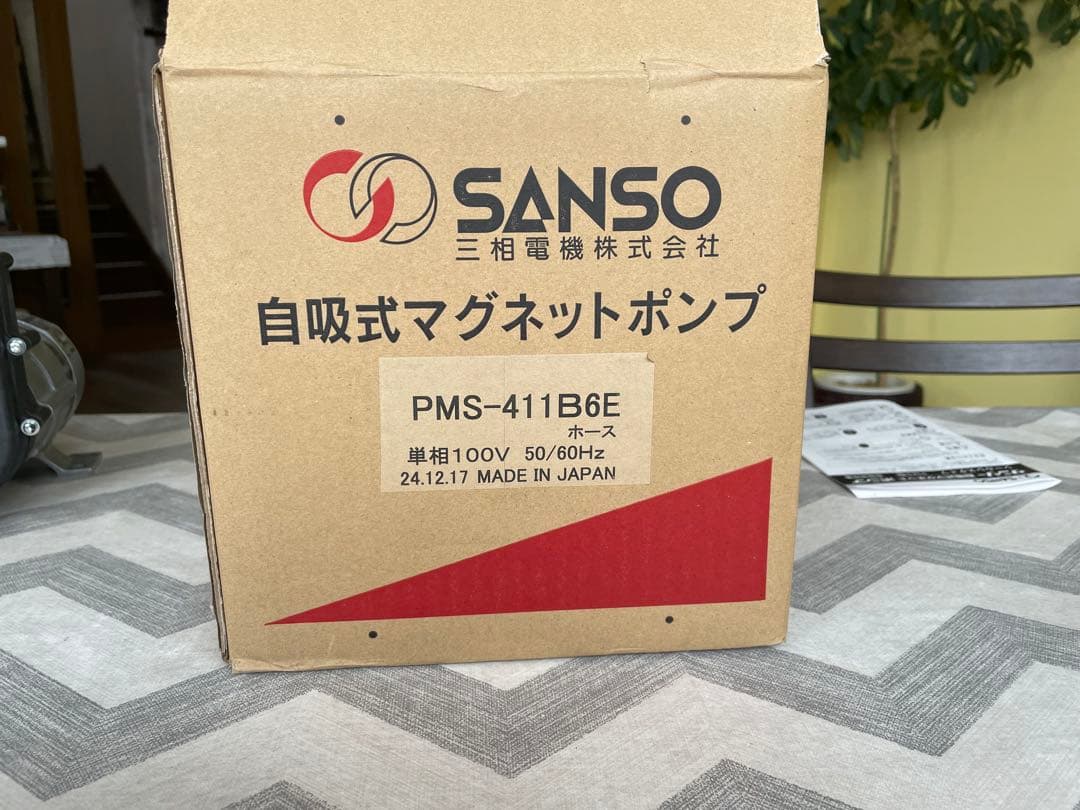 SANSO
三相電機株式会社
自吸式マグネットポンプ
PMS-411B6E
ホース
単相100V 50/60Hz
24.12.17 MADE IN JAPAN